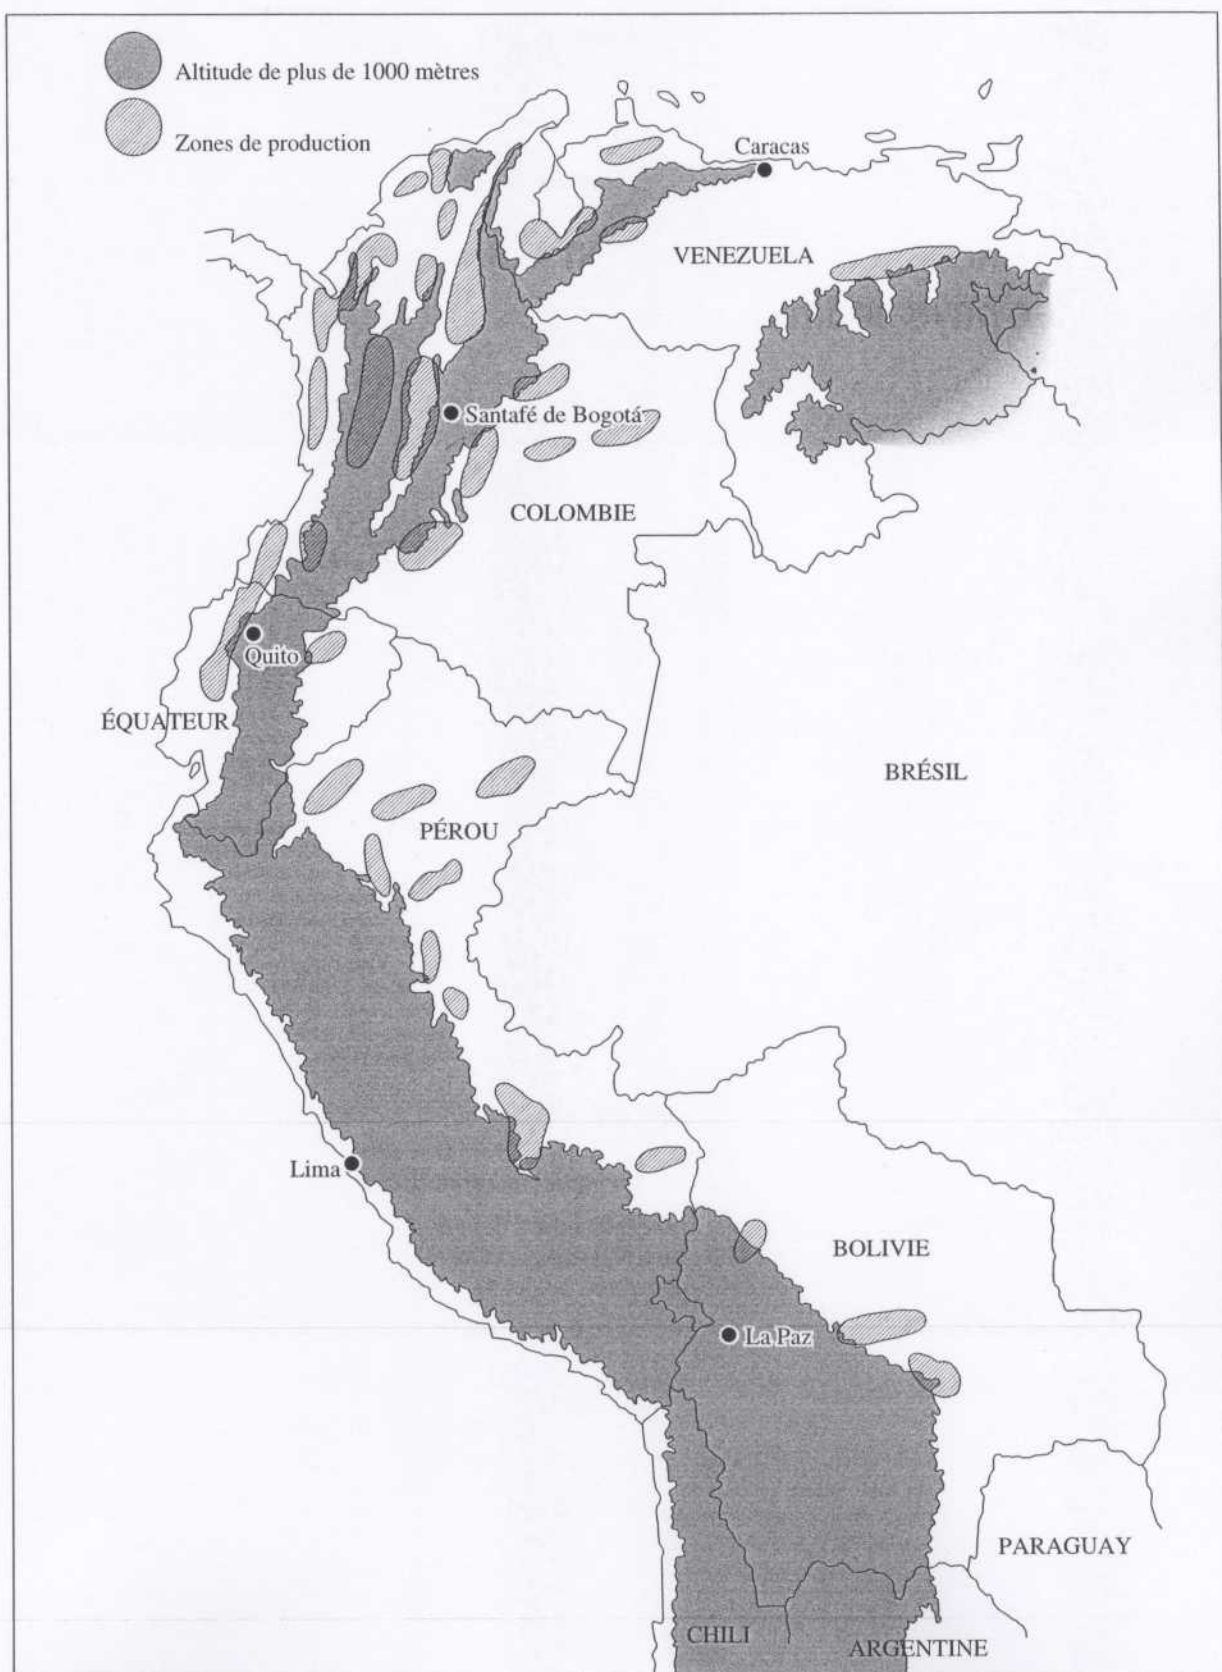 Altitude de plus de 1000 mètres
Zones de production
Caracas
VENEZUELA
Santafé de Bogotá
COLOMBIE
Quito
ÉQUATEUR
BRÉSIL
PÉROU
Lima
BOLIVIE
La Paz
PARAGUAY
CHILI
ARGENTINE